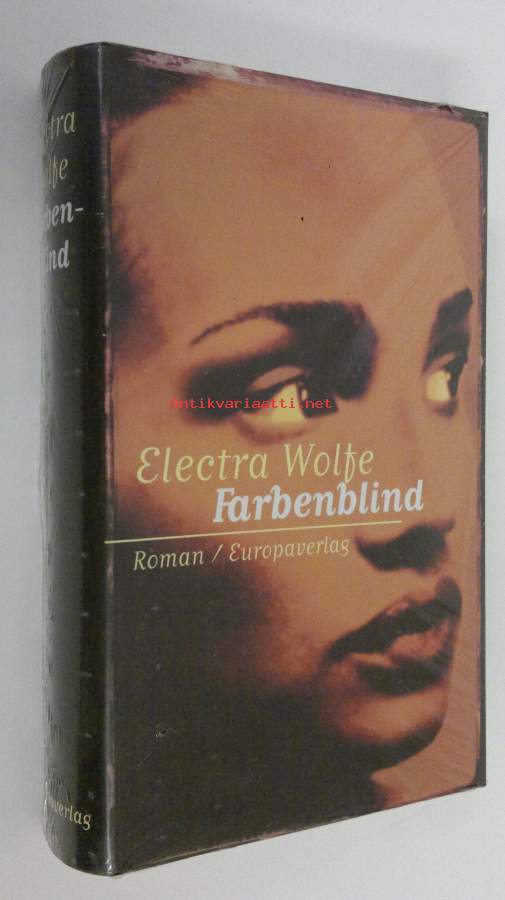 antikvariaatti.net
Electra Wolfe
Farbenblind
Roman / Europaverlag